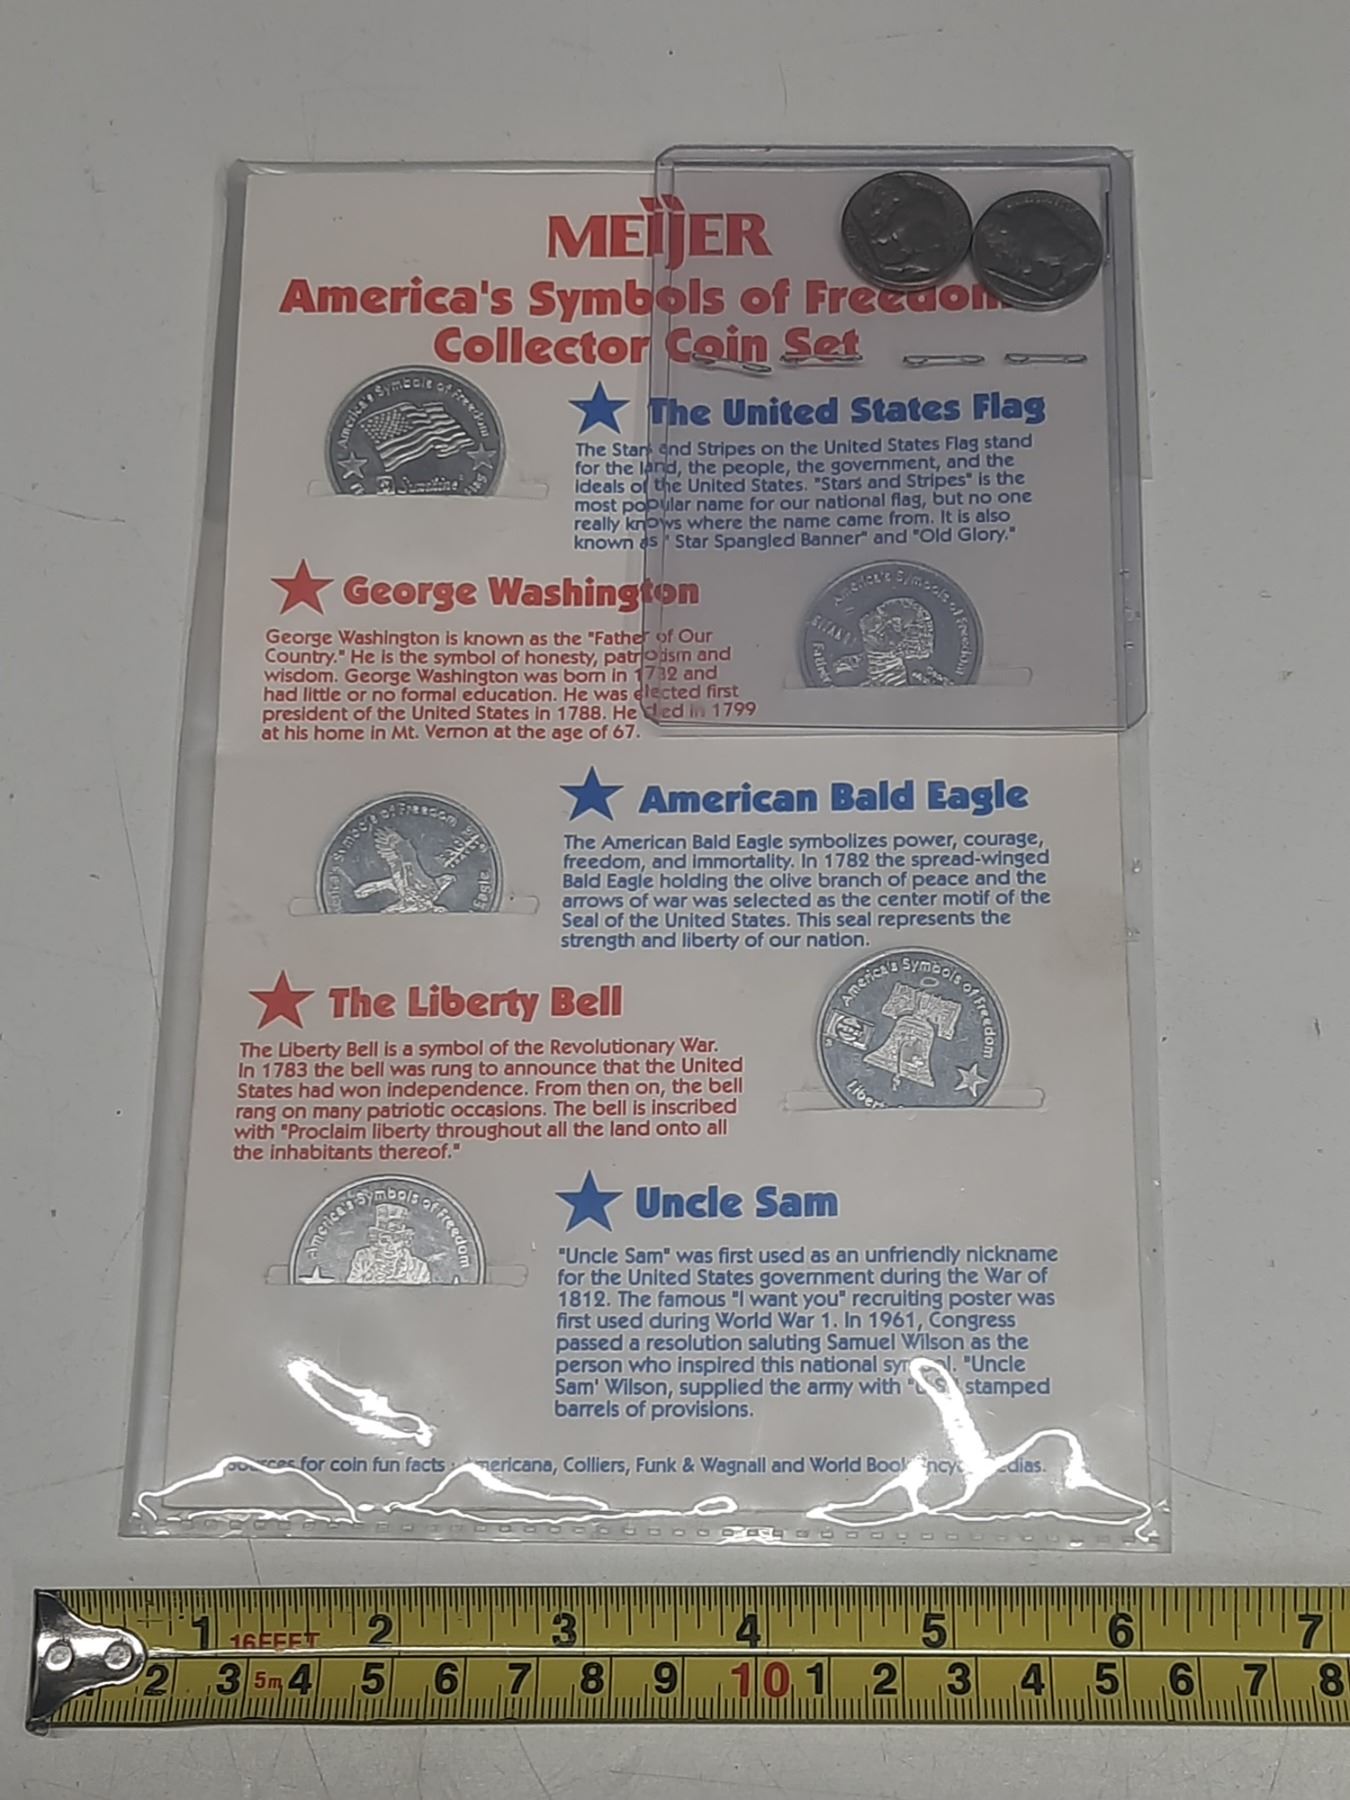 MEIJER
America's Symbols of Freedom
Collector Coin Set
America's Symbols of Freedom
Sunshine
The United States Flag
The Stars and Stripes on the United States Flag stand
for the land, the people, the government, and the
ideals of the United States. "Stars and Stripes" is the
most popular name for our national flag, but no one
really knows where the name came from. It is also
known as " Star Spangled Banner" and "Old Glory."
George Washington
George Washington is known as the "Father of Our
Country." He is the symbol of honesty, patriotism and
wisdom. George Washington was born in 1732 and
had little or no formal education. He was elected first
president of the United States in 1788. He died in 1799
at his home in Mt. Vernon at the age of 67.
America's Symbols of Freedom
Father
American Bald Eagle
The American Bald Eagle symbolizes power, courage,
freedom, and immortality. In 1782 the spread-winged
Bald Eagle holding the olive branch of peace and the
arrows of war was selected as the center motif of the
Seal of the United States. This seal represents the
strength and liberty of our nation.
Symbols of Freedom
Eagle
The Liberty Bell
The Liberty Bell is a symbol of the Revolutionary War.
In 1783 the bell was rung to announce that the United
States had won independence. From then on, the bell
rang on many patriotic occasions. The bell is inscribed
with "Proclaim liberty throughout all the land onto all
the inhabitants thereof."
America's Symbols of Freedom
Liberty
Uncle Sam
"Uncle Sam" was first used as an unfriendly nickname
for the United States government during the War of
1812. The famous "I want you" recruiting poster was
first used during World War 1. In 1961, Congress
passed a resolution saluting Samuel Wilson as the
person who inspired this national symbol. "Uncle
Sam' Wilson, supplied the army with "U.S." stamped
barrels of provisions.
America's Symbols of Freedom
Sources for coin fun facts : Americana, Colliers, Funk & Wagnall and World Book Encyclopedias.
1 16FEET 2 3 4 5 6 7
2 3 5m 4 5 6 7 8 9 10 1 2 3 4 5 6 7 8